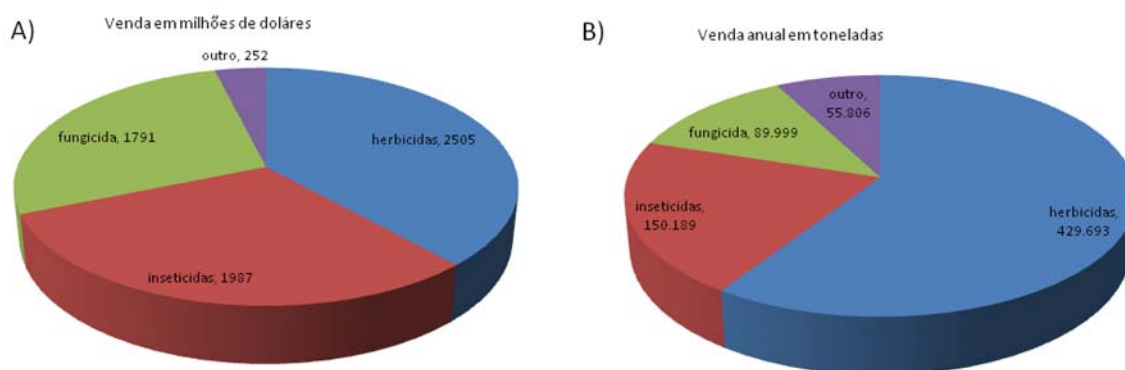 A)
Venda em milhões de doláres
outro, 252
fungicida, 1791
herbicidas, 2505
inseticidas, 1987
B)
Venda anual em toneladas
outro,
55.806
fungicida, 89.999
inseticidas,
150.189
herbicidas,
429.693